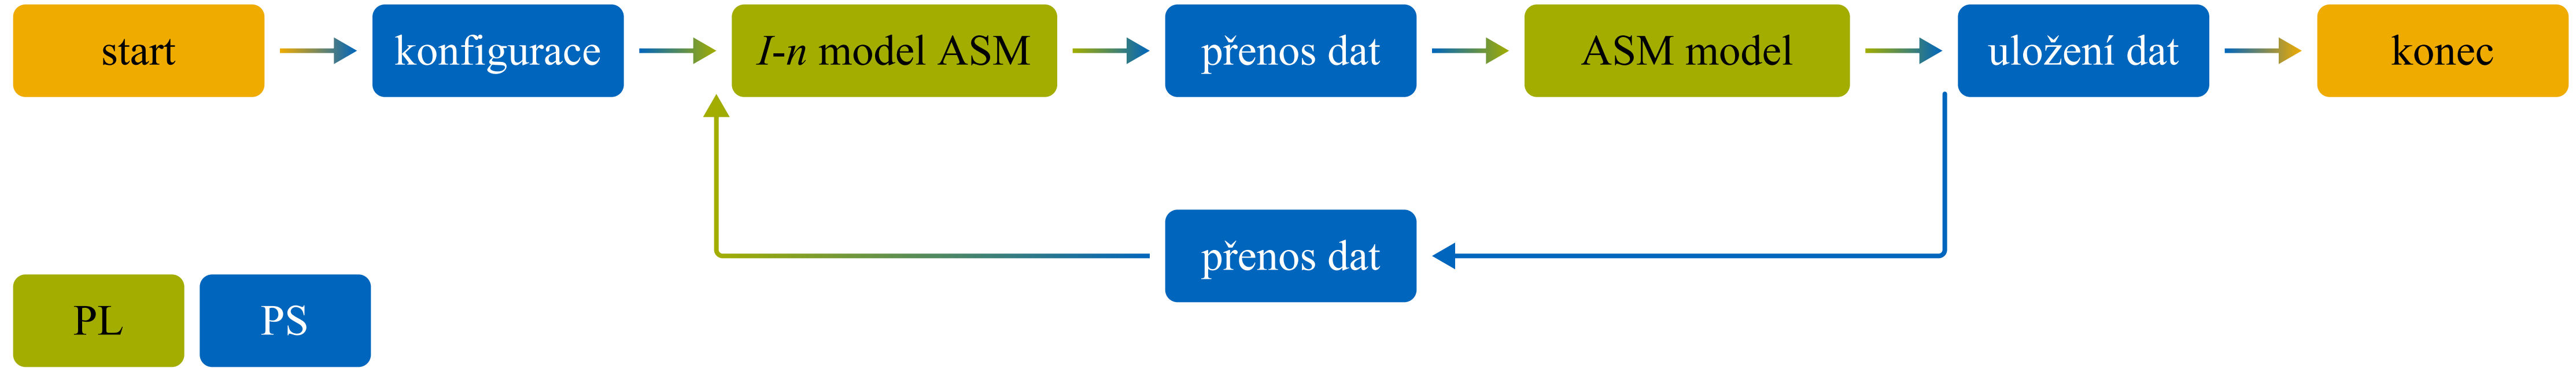 start
konfigurace
I-n model ASM
přenos dat
ASM model
uložení dat
konec
přenos dat
PL
PS